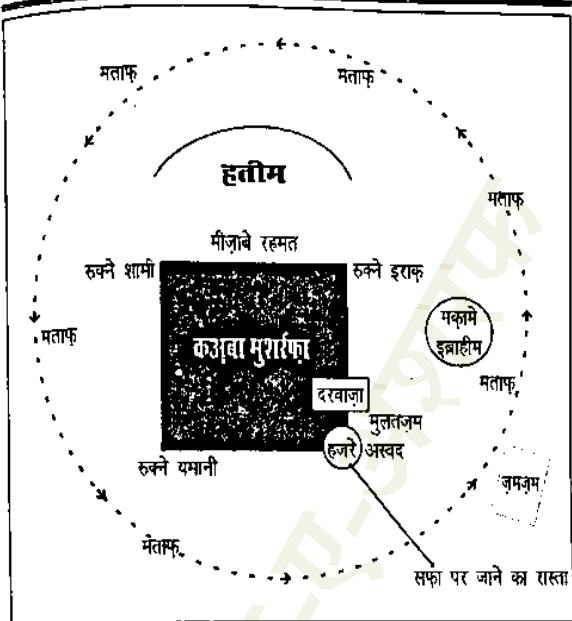 मताफ़
मताफ़
हतीम
मताफ़
मीज़ाबे रहमत
रुक्ने शामी
रुक्ने इराक़
मक़ामे
इब्राहीम
मताफ़
कअ़्बा मुशर्रफ़ा
मताफ़
दरवाज़ा
मुलतज़म
हजरे अस्वद
रुक्ने यमानी
ज़मज़म
मताफ़
सफ़ा पर जाने का रास्ता